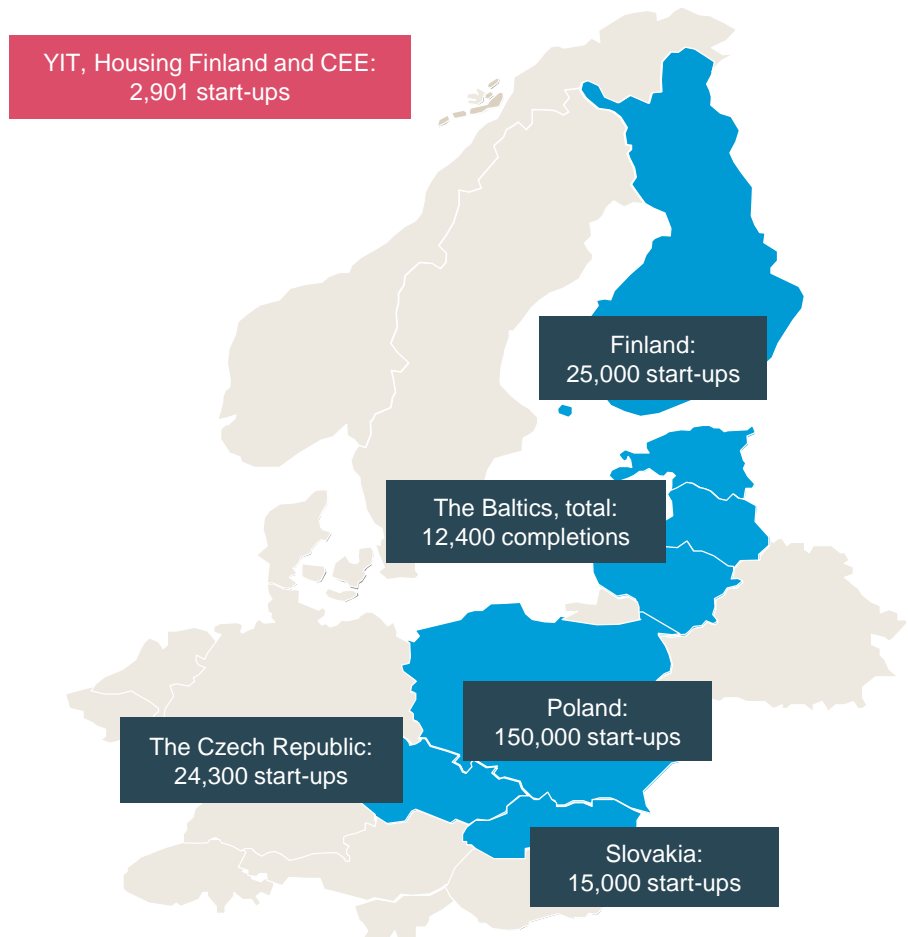 YIT, Housing Finland and CEE:
2,901 start-ups
Finland:
25,000 start-ups
The Baltics, total:
12,400 completions
Poland:
150,000 start-ups
The Czech Republic:
24,300 start-ups
Slovakia:
15,000 start-ups